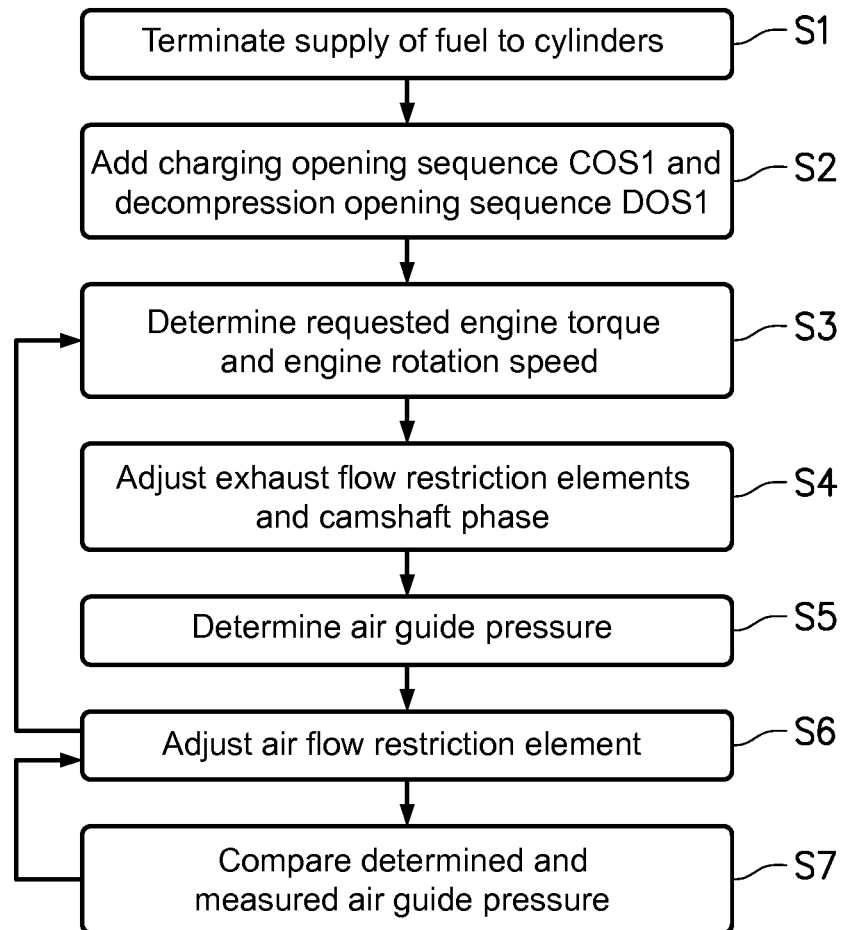 Terminate supply of fuel to cylinders
S1
Add charging opening sequence COS1 and
decompression opening sequence DOS1
S2
Determine requested engine torque
and engine rotation speed
S3
Adjust exhaust flow restriction elements
and camshaft phase
S4
Determine air guide pressure
S5
Adjust air flow restriction element
S6
Compare determined and
measured air guide pressure
S7